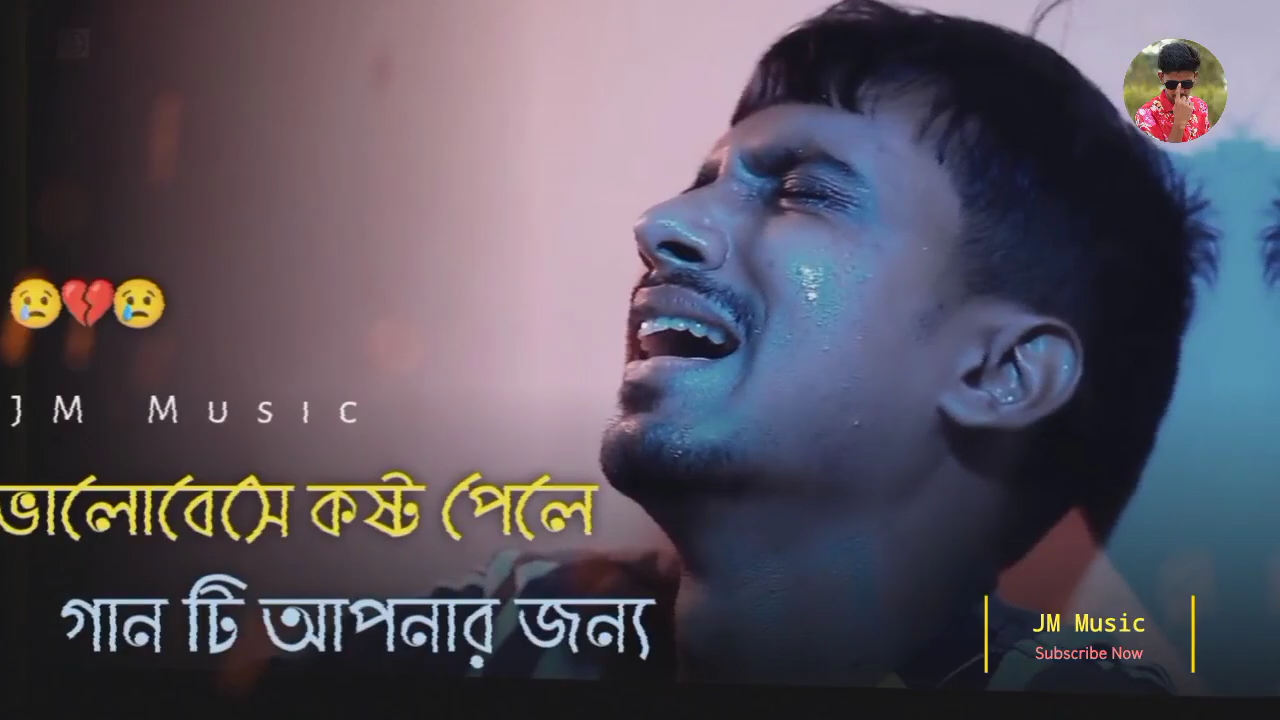 JM Music
ভালোবেসে কষ্ট পেলে
গান টি আপনার জন্য
JM Music
Subscribe Now